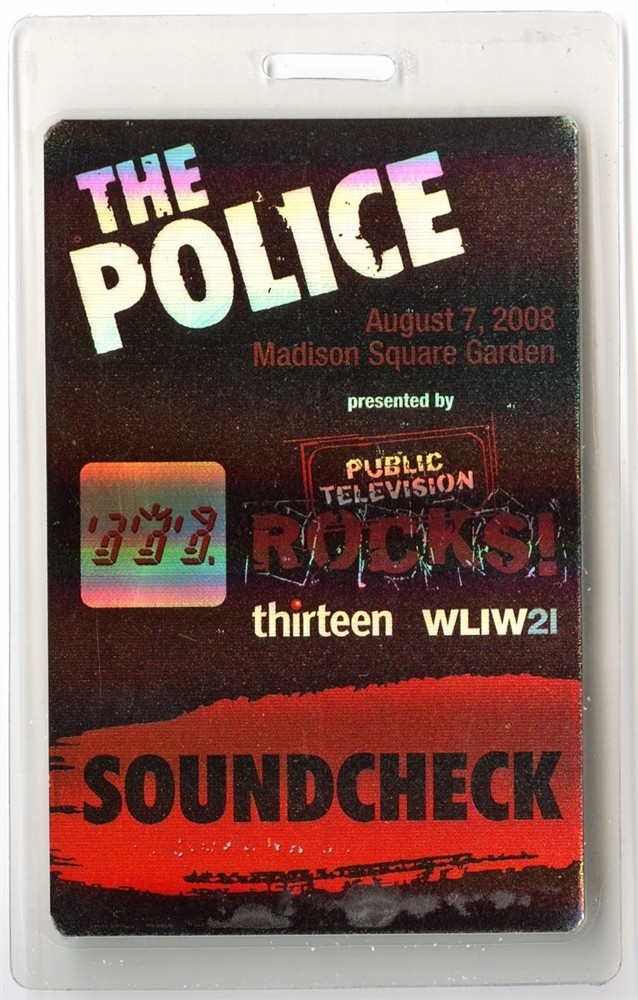 THE
POLICE
August 7, 2008
Madison Square Garden
presented by
PUBLIC
TELEVISION
ROCKS!
thirteen WLIW21
SOUNDCHECK